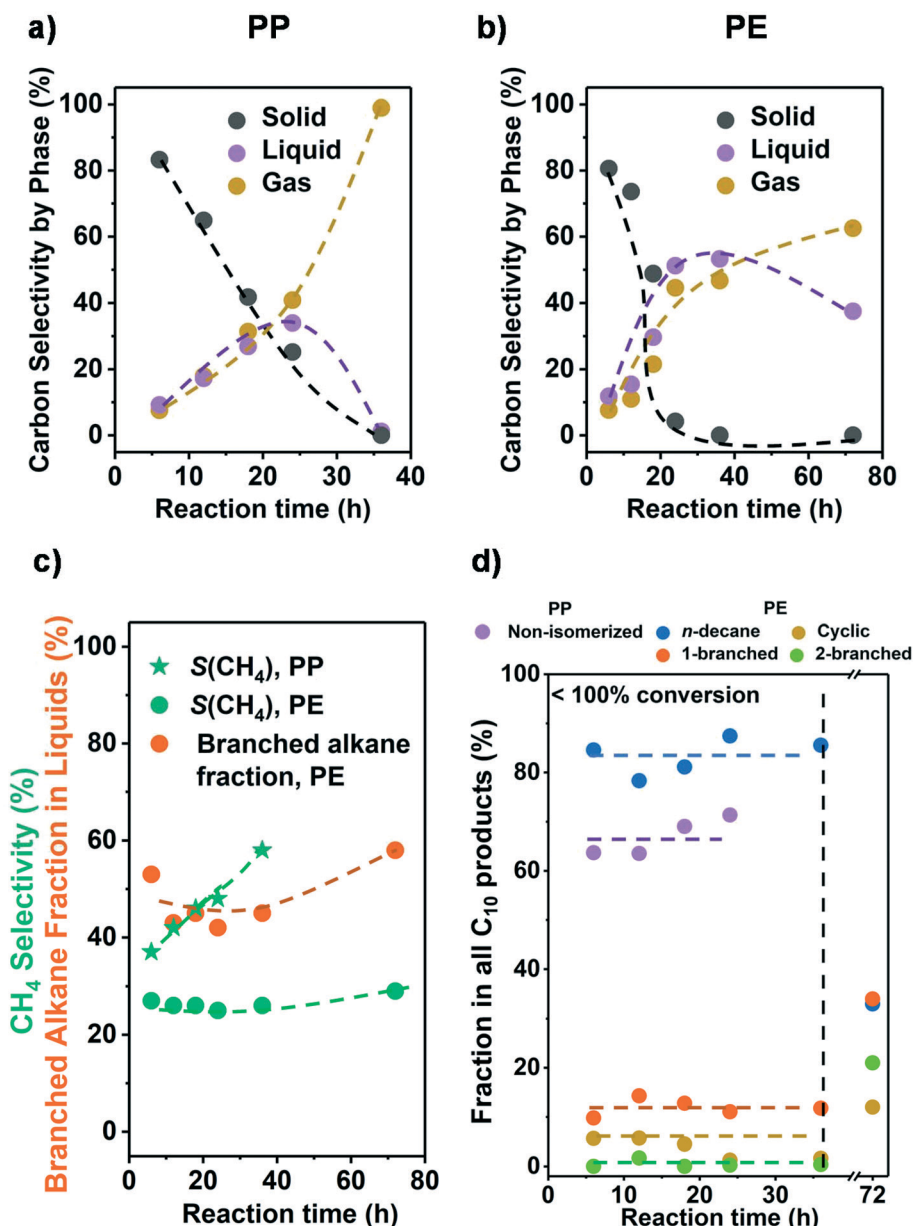 a)
PP
Carbon Selectivity by Phase (%)
100
80
60
40
20
0
Solid
Liquid
Gas
0
10
20
30
40
Reaction time (h)
b)
PE
Carbon Selectivity by Phase (%)
100
80
60
40
20
0
Solid
Liquid
Gas
0
20
40
60
80
Reaction time (h)
c)
CH₄ Selectivity (%)
Branched Alkane Fraction in Liquids (%)
100
80
60
40
20
0
S(CH₄), PP
S(CH₄), PE
Branched alkane
fraction, PE
0
20
40
60
80
Reaction time (h)
d)
PP
PE
Non-isomerized
n-decane
Cyclic
1-branched
2-branched
Fraction in all C₁₀ products (%)
100
80
60
40
20
0
< 100% conversion
0
10
20
30
72
Reaction time (h)